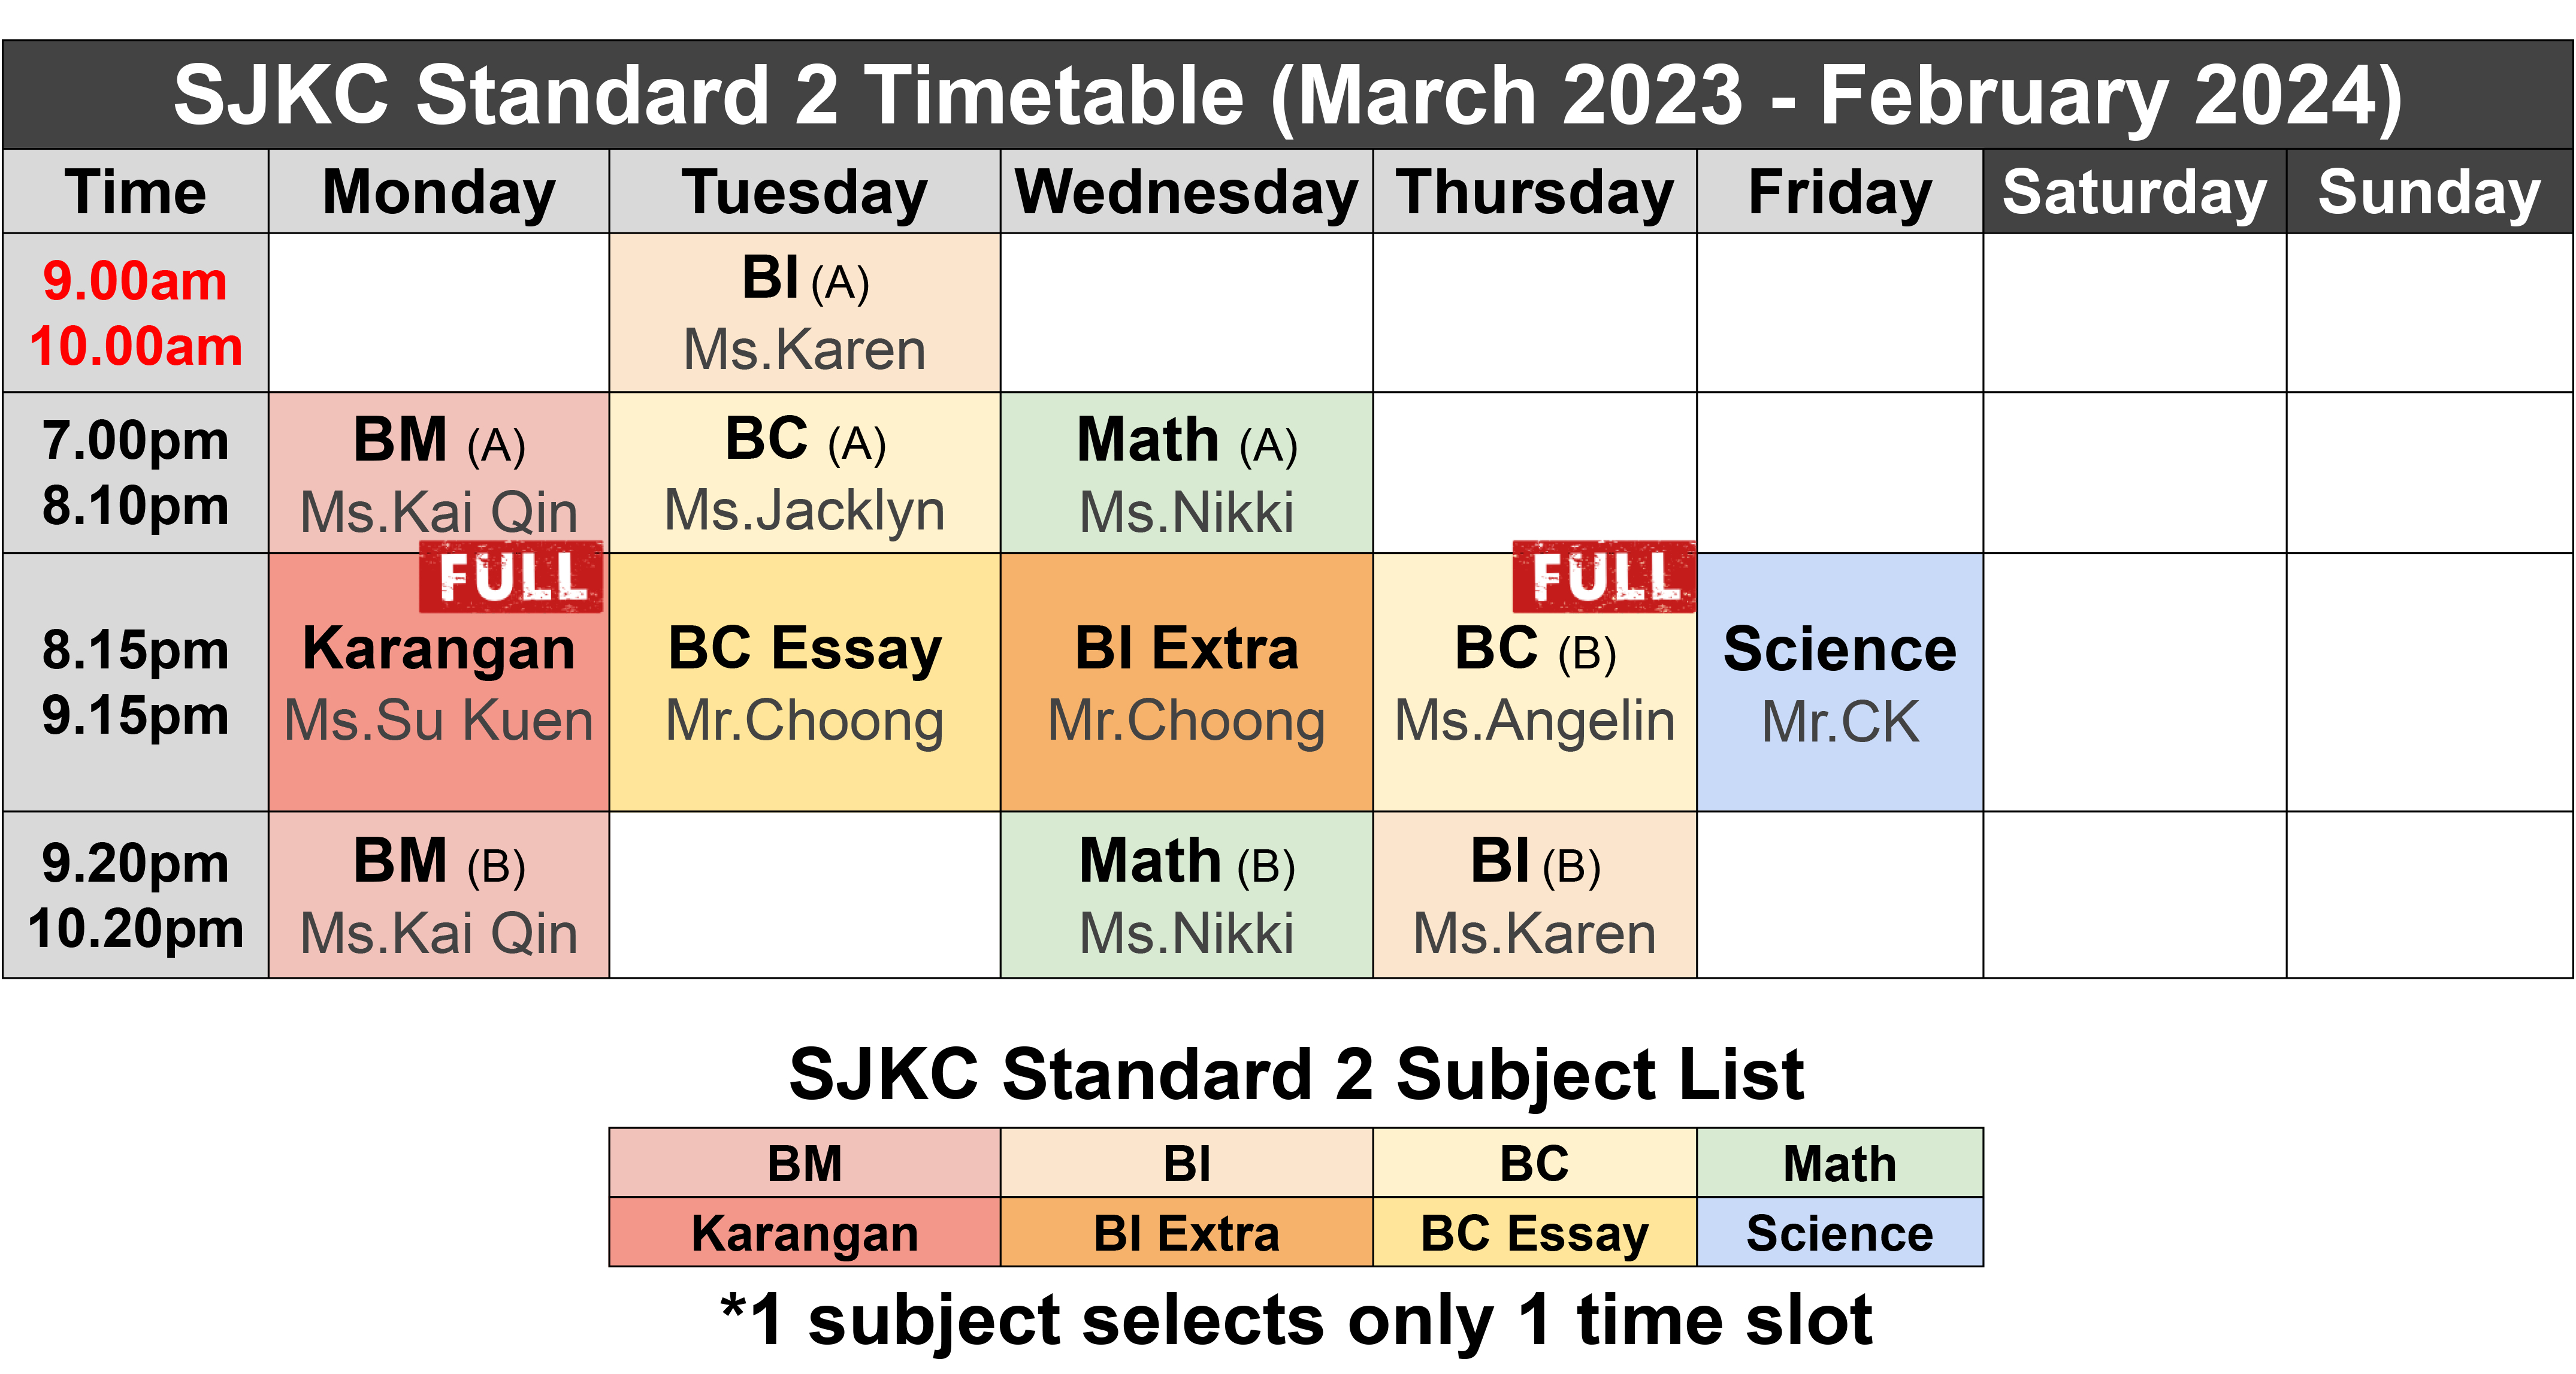 SJKC Standard 2 Timetable (March 2023 - February 2024)
Time Monday Tuesday Wednesday Thursday Friday Saturday Sunday
9.00am
10.00am
BI (A)
Ms.Karen
7.00pm
8.10pm
BM (A)
Ms.Kai Qin
BC (A)
Ms.Jacklyn
Math (A)
Ms.Nikki
8.15pm
9.15pm
FULL
Karangan
Ms.Su Kuen
BC Essay
Mr.Choong
BI Extra
Mr.Choong
FULL
BC (B)
Ms.Angelin
Science
Mr.CK
9.20pm
10.20pm
BM (B)
Ms.Kai Qin
Math (B)
Ms.Nikki
BI (B)
Ms.Karen
SJKC Standard 2 Subject List
BM BI BC Math
Karangan BI Extra BC Essay Science
*1 subject selects only 1 time slot